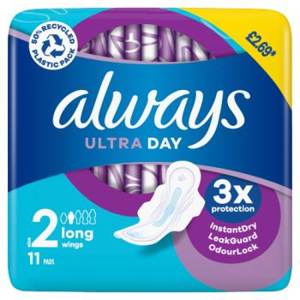 50% RECYCLED
PLASTIC PACK
£2.69#
always
ULTRA DAY
3x
protection
InstantDry
LeakGuard
OdourLock
2 long
wings
11 PADS